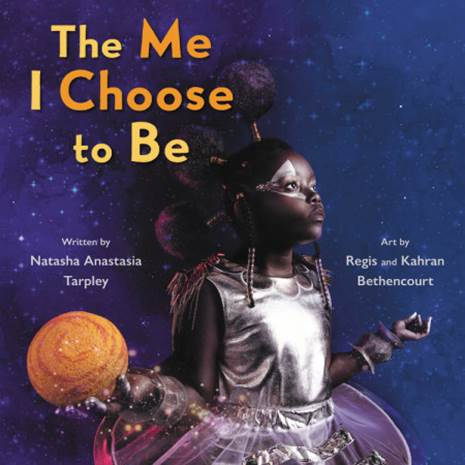 The Me
I Choose
to Be
Written by
Natasha Anastasia
Tarpley
Art by
Regis and Kahran
Bethencourt